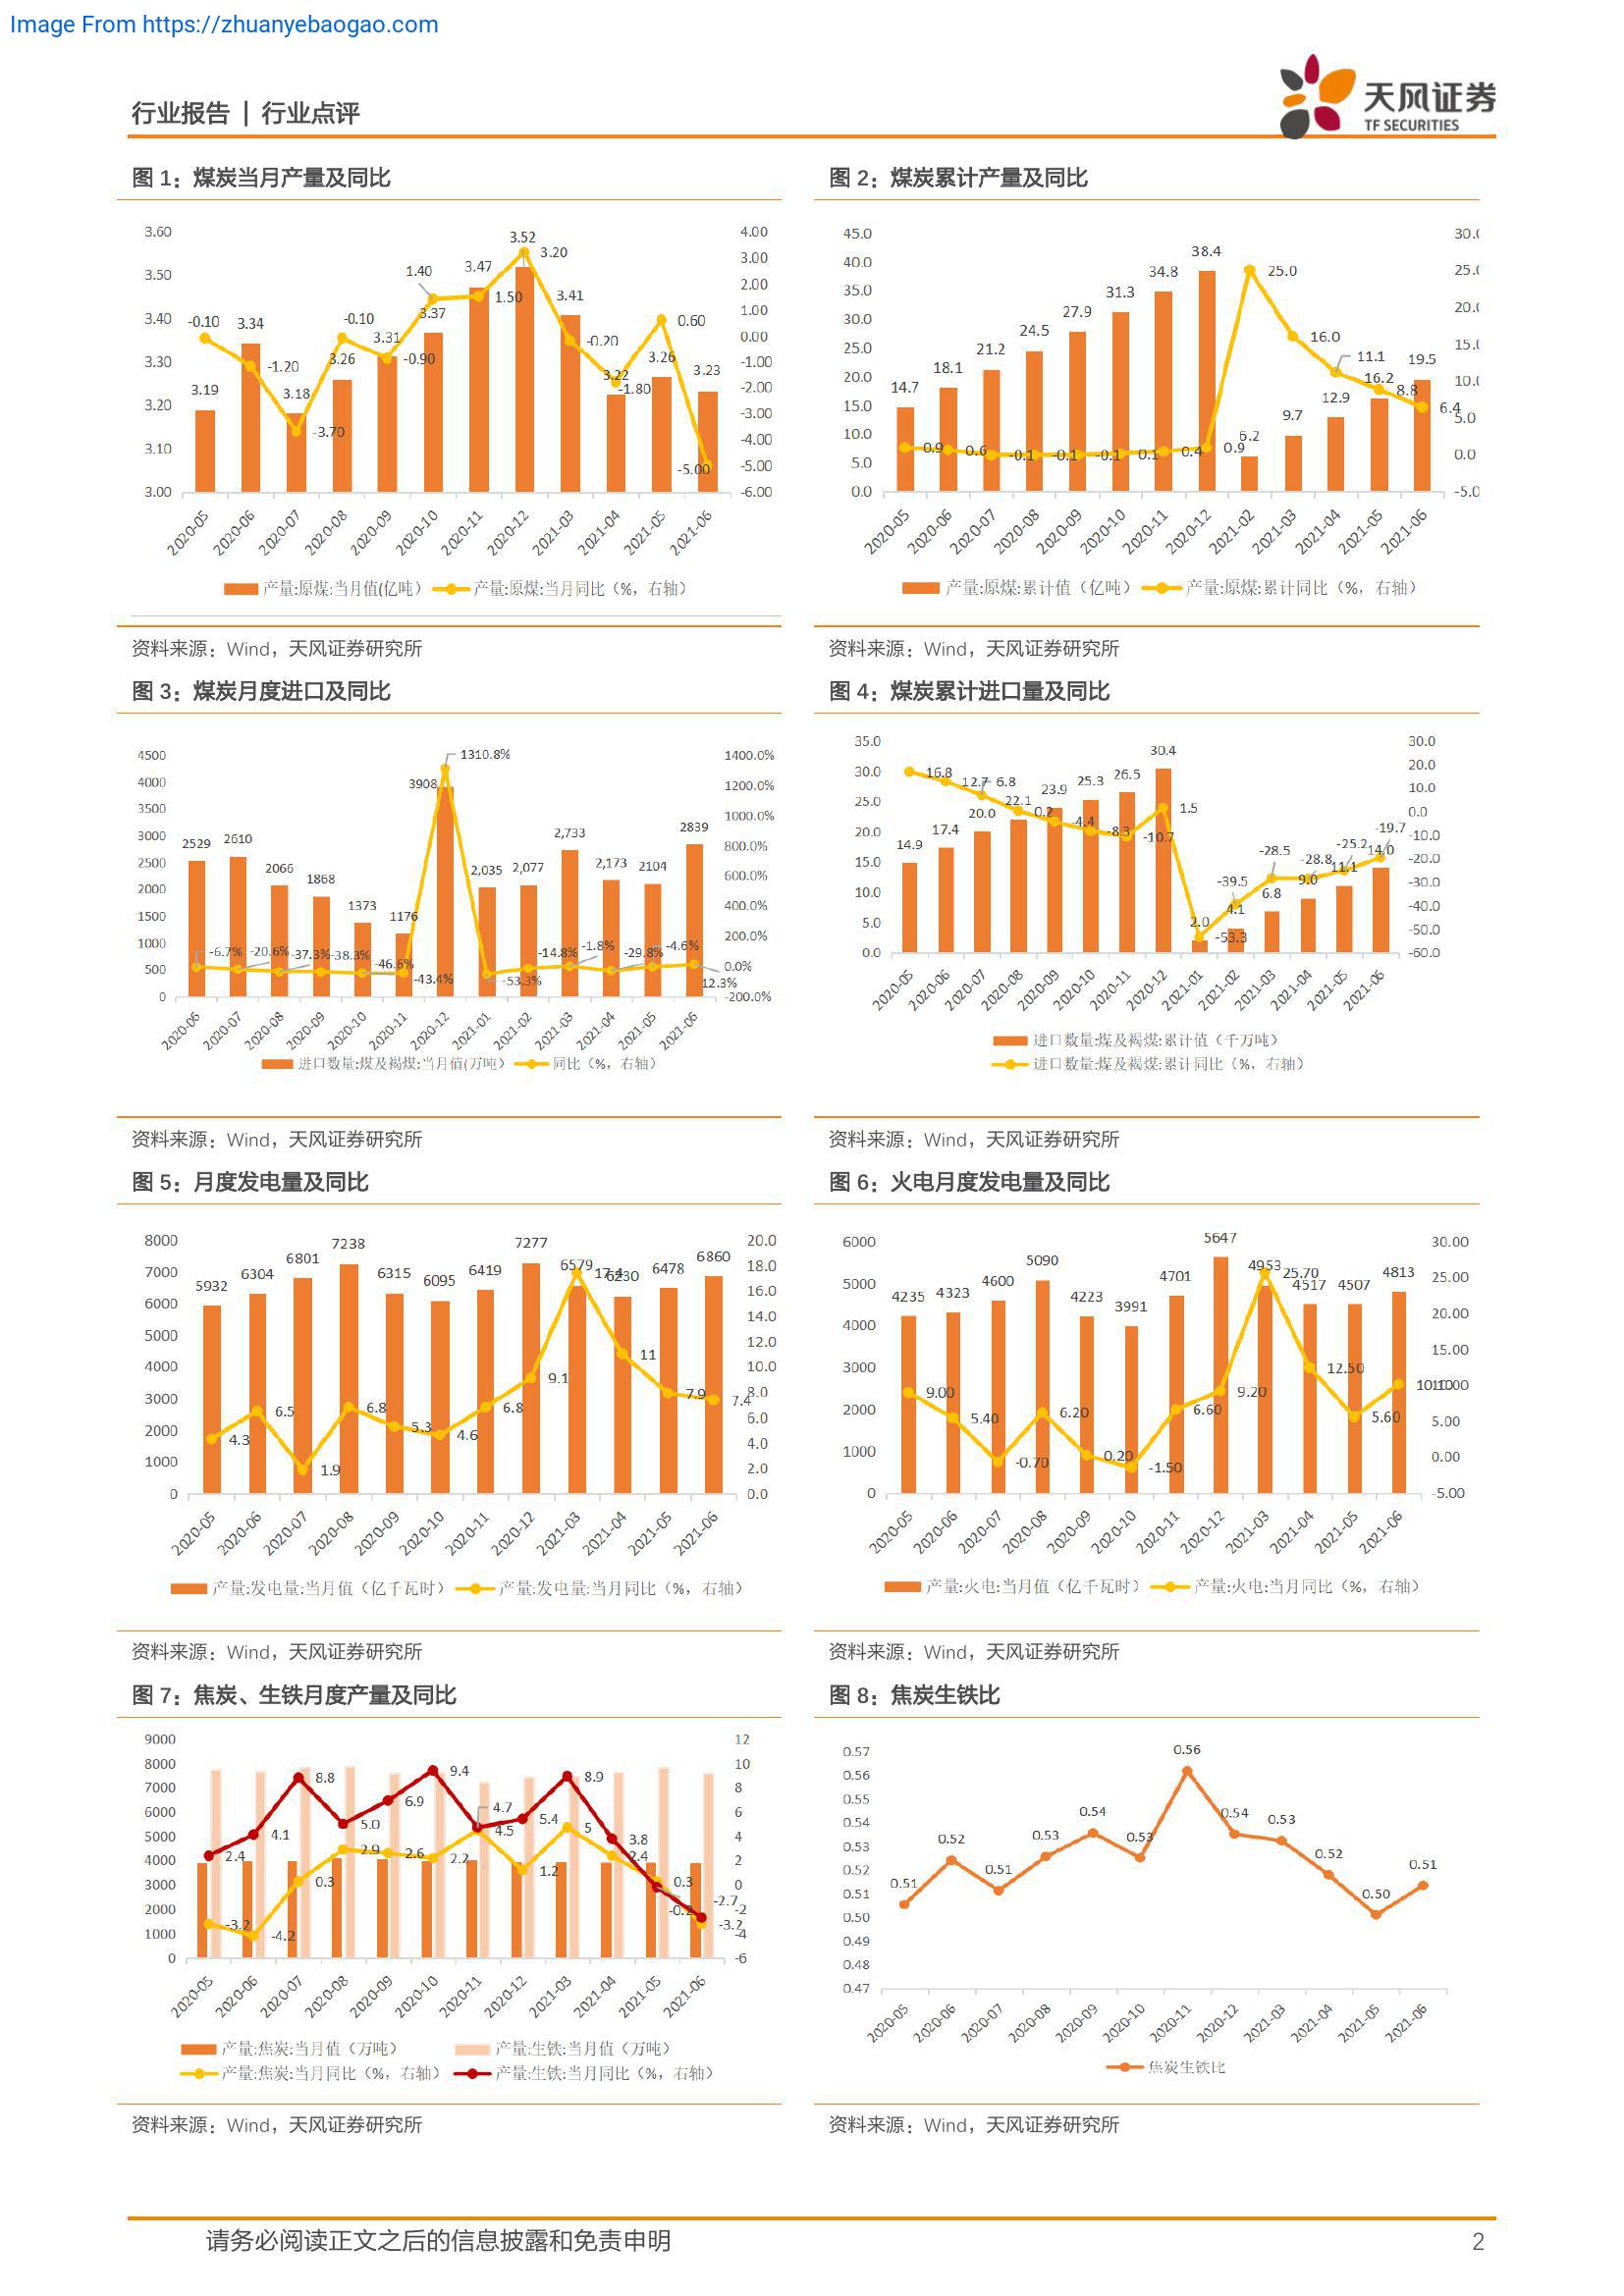 Image From https://zhuanyebaogao.com
行业报告 | 行业点评
天风证券
TF SECURITIES
图 1：煤炭当月产量及同比
3.60 3.50 3.40 3.30 3.20 3.10 3.00
4.00 3.00 2.00 1.00 0.00 -1.00 -2.00 -3.00 -4.00 -5.00 -6.00
3.19 3.34 3.18 3.26 3.31 3.37 3.47 3.52 3.41 3.22 3.26 3.23
-0.10 -1.20 -3.70 -0.10 -0.90 1.40 1.50 3.20 -0.20 -1.80 0.60 -5.00
2020-05 2020-06 2020-07 2020-08 2020-09 2020-10 2020-11 2020-12 2021-03 2021-04 2021-05 2021-06
产量:原煤:当月值(亿吨) 产量:原煤:当月同比（%，右轴）
资料来源：Wind，天风证券研究所
图 2：煤炭累计产量及同比
45.0 40.0 35.0 30.0 25.0 20.0 15.0 10.0 5.0 0.0
30.0 25.0 20.0 15.0 10.0 5.0 0.0 -5.0
14.7 18.1 21.2 24.5 27.9 31.3 34.8 38.4 6.2 9.7 12.9 16.2 19.5
0.9 0.6 -0.1 -0.1 -0.1 0.1 0.4 0.9 25.0 16.0 11.1 8.8 6.4
2020-05 2020-06 2020-07 2020-08 2020-09 2020-10 2020-11 2020-12 2021-02 2021-03 2021-04 2021-05 2021-06
产量:原煤:累计值（亿吨） 产量:原煤:累计同比（%，右轴）
资料来源：Wind，天风证券研究所
图 3：煤炭月度进口及同比
4500 4000 3500 3000 2500 2000 1500 1000 500 0
1400.0% 1200.0% 1000.0% 800.0% 600.0% 400.0% 200.0% 0.0% -200.0%
2529 2610 2066 1868 1373 1176 3908 2,035 2,077 2,733 2,173 2104 2839
-6.7% -20.6% -37.3% -38.3% -46.6% -43.4% 1310.8% -53.3% -14.8% -1.8% -29.8% -4.6% 12.3%
2020-06 2020-07 2020-08 2020-09 2020-10 2020-11 2020-12 2021-01 2021-02 2021-03 2021-04 2021-05 2021-06
进口数量:煤及褐煤:当月值(万吨) 同比（%，右轴）
资料来源：Wind，天风证券研究所
图 4：煤炭累计进口量及同比
35.0 30.0 25.0 20.0 15.0 10.0 5.0 0.0
30.0 20.0 10.0 0.0 -10.0 -20.0 -30.0 -40.0 -50.0 -60.0
14.9 17.4 20.0 22.1 23.9 25.3 26.5 30.4 2.0 4.1 6.8 9.0 11.1 14.0
16.8 12.7 6.8 0.2 -4.4 -8.3 -10.7 1.5 -53.3 -39.5 -28.5 -28.8 -25.2 -19.7
2020-05 2020-06 2020-07 2020-08 2020-09 2020-10 2020-11 2020-12 2021-01 2021-02 2021-03 2021-04 2021-05 2021-06
进口数量:煤及褐煤:累计值（千万吨）
进口数量:煤及褐煤:累计同比（%，右轴）
资料来源：Wind，天风证券研究所
图 5：月度发电量及同比
8000 7000 6000 5000 4000 3000 2000 1000 0
20.0 18.0 16.0 14.0 12.0 10.0 8.0 6.0 4.0 2.0 0.0
5932 6304 6801 7238 6315 6095 6419 7277 6579 6230 6478 6860
4.3 6.5 1.9 6.8 5.3 4.6 6.8 9.1 17.4 11 7.9 7.4
2020-05 2020-06 2020-07 2020-08 2020-09 2020-10 2020-11 2020-12 2021-03 2021-04 2021-05 2021-06
产量:发电量:当月值（亿千瓦时） 产量:发电量:当月同比（%，右轴）
资料来源：Wind，天风证券研究所
图 6：火电月度发电量及同比
6000 5000 4000 3000 2000 1000 0
30.00 25.00 20.00 15.00 10.00 5.00 0.00 -5.00
4235 4323 4600 5090 4223 3991 4701 5647 4953 4517 4507 4813
9.00 5.40 -0.70 6.20 0.20 -1.50 6.60 9.20 25.70 12.50 5.60 10.10
2020-05 2020-06 2020-07 2020-08 2020-09 2020-10 2020-11 2020-12 2021-03 2021-04 2021-05 2021-06
产量:火电:当月值（亿千瓦时） 产量:火电:当月同比（%，右轴）
资料来源：Wind，天风证券研究所
图 7：焦炭、生铁月度产量及同比
9000 8000 7000 6000 5000 4000 3000 2000 1000 0
12 10 8 6 4 2 0 -2 -4 -6
2.4 4.1 8.8 5.0 6.9 9.4 4.7 5.4 8.9 3.8 -0.2 -2.7
-3.2 -4.2 0.3 2.9 2.6 2.2 4.5 1.2 5 2.4 0.3 -3.2
2020-05 2020-06 2020-07 2020-08 2020-09 2020-10 2020-11 2020-12 2021-03 2021-04 2021-05 2021-06
产量:焦炭:当月值（万吨） 产量:生铁:当月值（万吨）
产量:焦炭:当月同比（%，右轴） 产量:生铁:当月同比（%，右轴）
资料来源：Wind，天风证券研究所
图 8：焦炭生铁比
0.57 0.56 0.55 0.54 0.53 0.52 0.51 0.50 0.49 0.48 0.47
0.51 0.52 0.51 0.53 0.54 0.53 0.56 0.54 0.53 0.52 0.50 0.51
2020-05 2020-06 2020-07 2020-08 2020-09 2020-10 2020-11 2020-12 2021-03 2021-04 2021-05 2021-06
焦炭生铁比
资料来源：Wind，天风证券研究所
请务必阅读正文之后的信息披露和免责申明
2